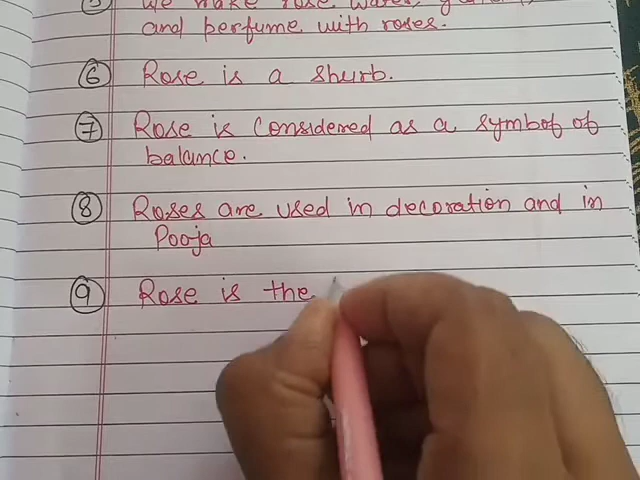 and perfume with roses.
6 Rose is a shurb.
7 Rose is considered as a symbol of
balance.
8 Roses are used in decoration and in
Pooja
9 Rose is the